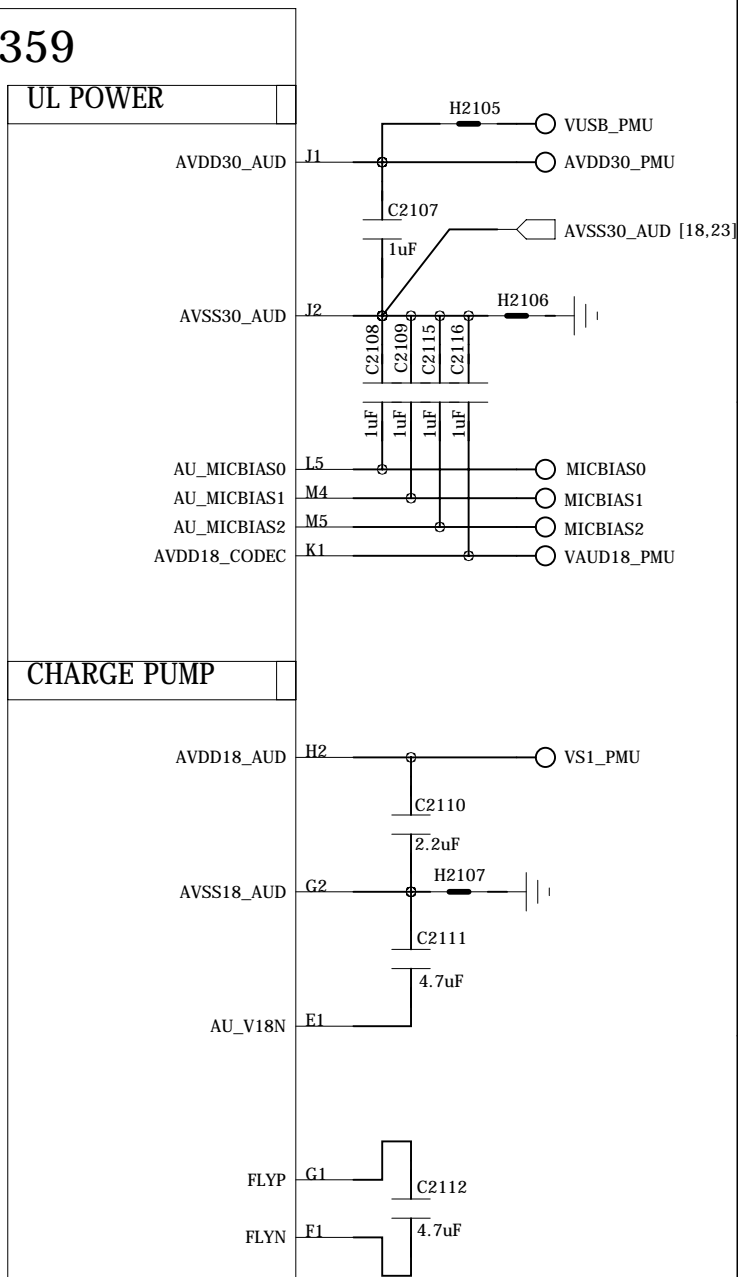 359
UL POWER
H2105
VUSB_PMU
AVDD30_AUD J1 AVDD30_PMU
C2107
1uF
AVSS30_AUD [18,23]
AVSS30_AUD J2 H2106
C2108 C2109 C2115 C2116
1uF 1uF 1uF 1uF
AU_MICBIAS0 L5 MICBIAS0
AU_MICBIAS1 M4 MICBIAS1
AU_MICBIAS2 M5 MICBIAS2
AVDD18_CODEC K1 VAUD18_PMU
CHARGE PUMP
AVDD18_AUD H2 VS1_PMU
C2110
2.2uF
H2107
AVSS18_AUD G2
C2111
4.7uF
AU_V18N E1
FLYP G1
C2112
4.7uF
FLYN F1